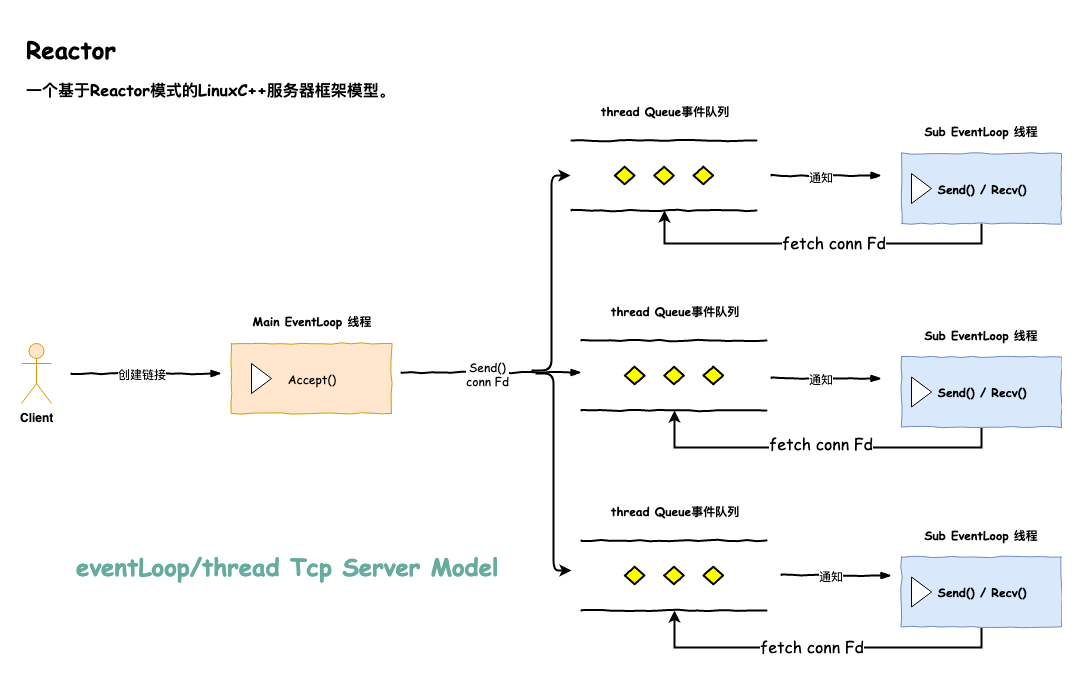 Reactor
一个基于Reactor模式的LinuxC++服务器框架模型。
thread Queue事件队列
Sub EventLoop 线程
通知
Send() / Recv()
fetch conn Fd
Main EventLoop 线程
thread Queue事件队列
Sub EventLoop 线程
Client
创建链接
Accept()
Send()
conn Fd
通知
Send() / Recv()
fetch conn Fd
thread Queue事件队列
Sub EventLoop 线程
eventLoop/thread Tcp Server Model
通知
Send() / Recv()
fetch conn Fd